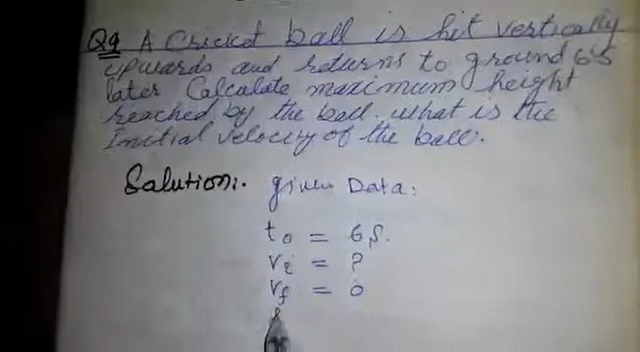 Q9 A Cricket ball is hit vertically
upwards and returns to ground 6s
later Calculate maximum height
reached by the ball. what is the
Initial velocity of the ball.
Solution:. given Data:
to = 6s.
vi = ?
vf = 0